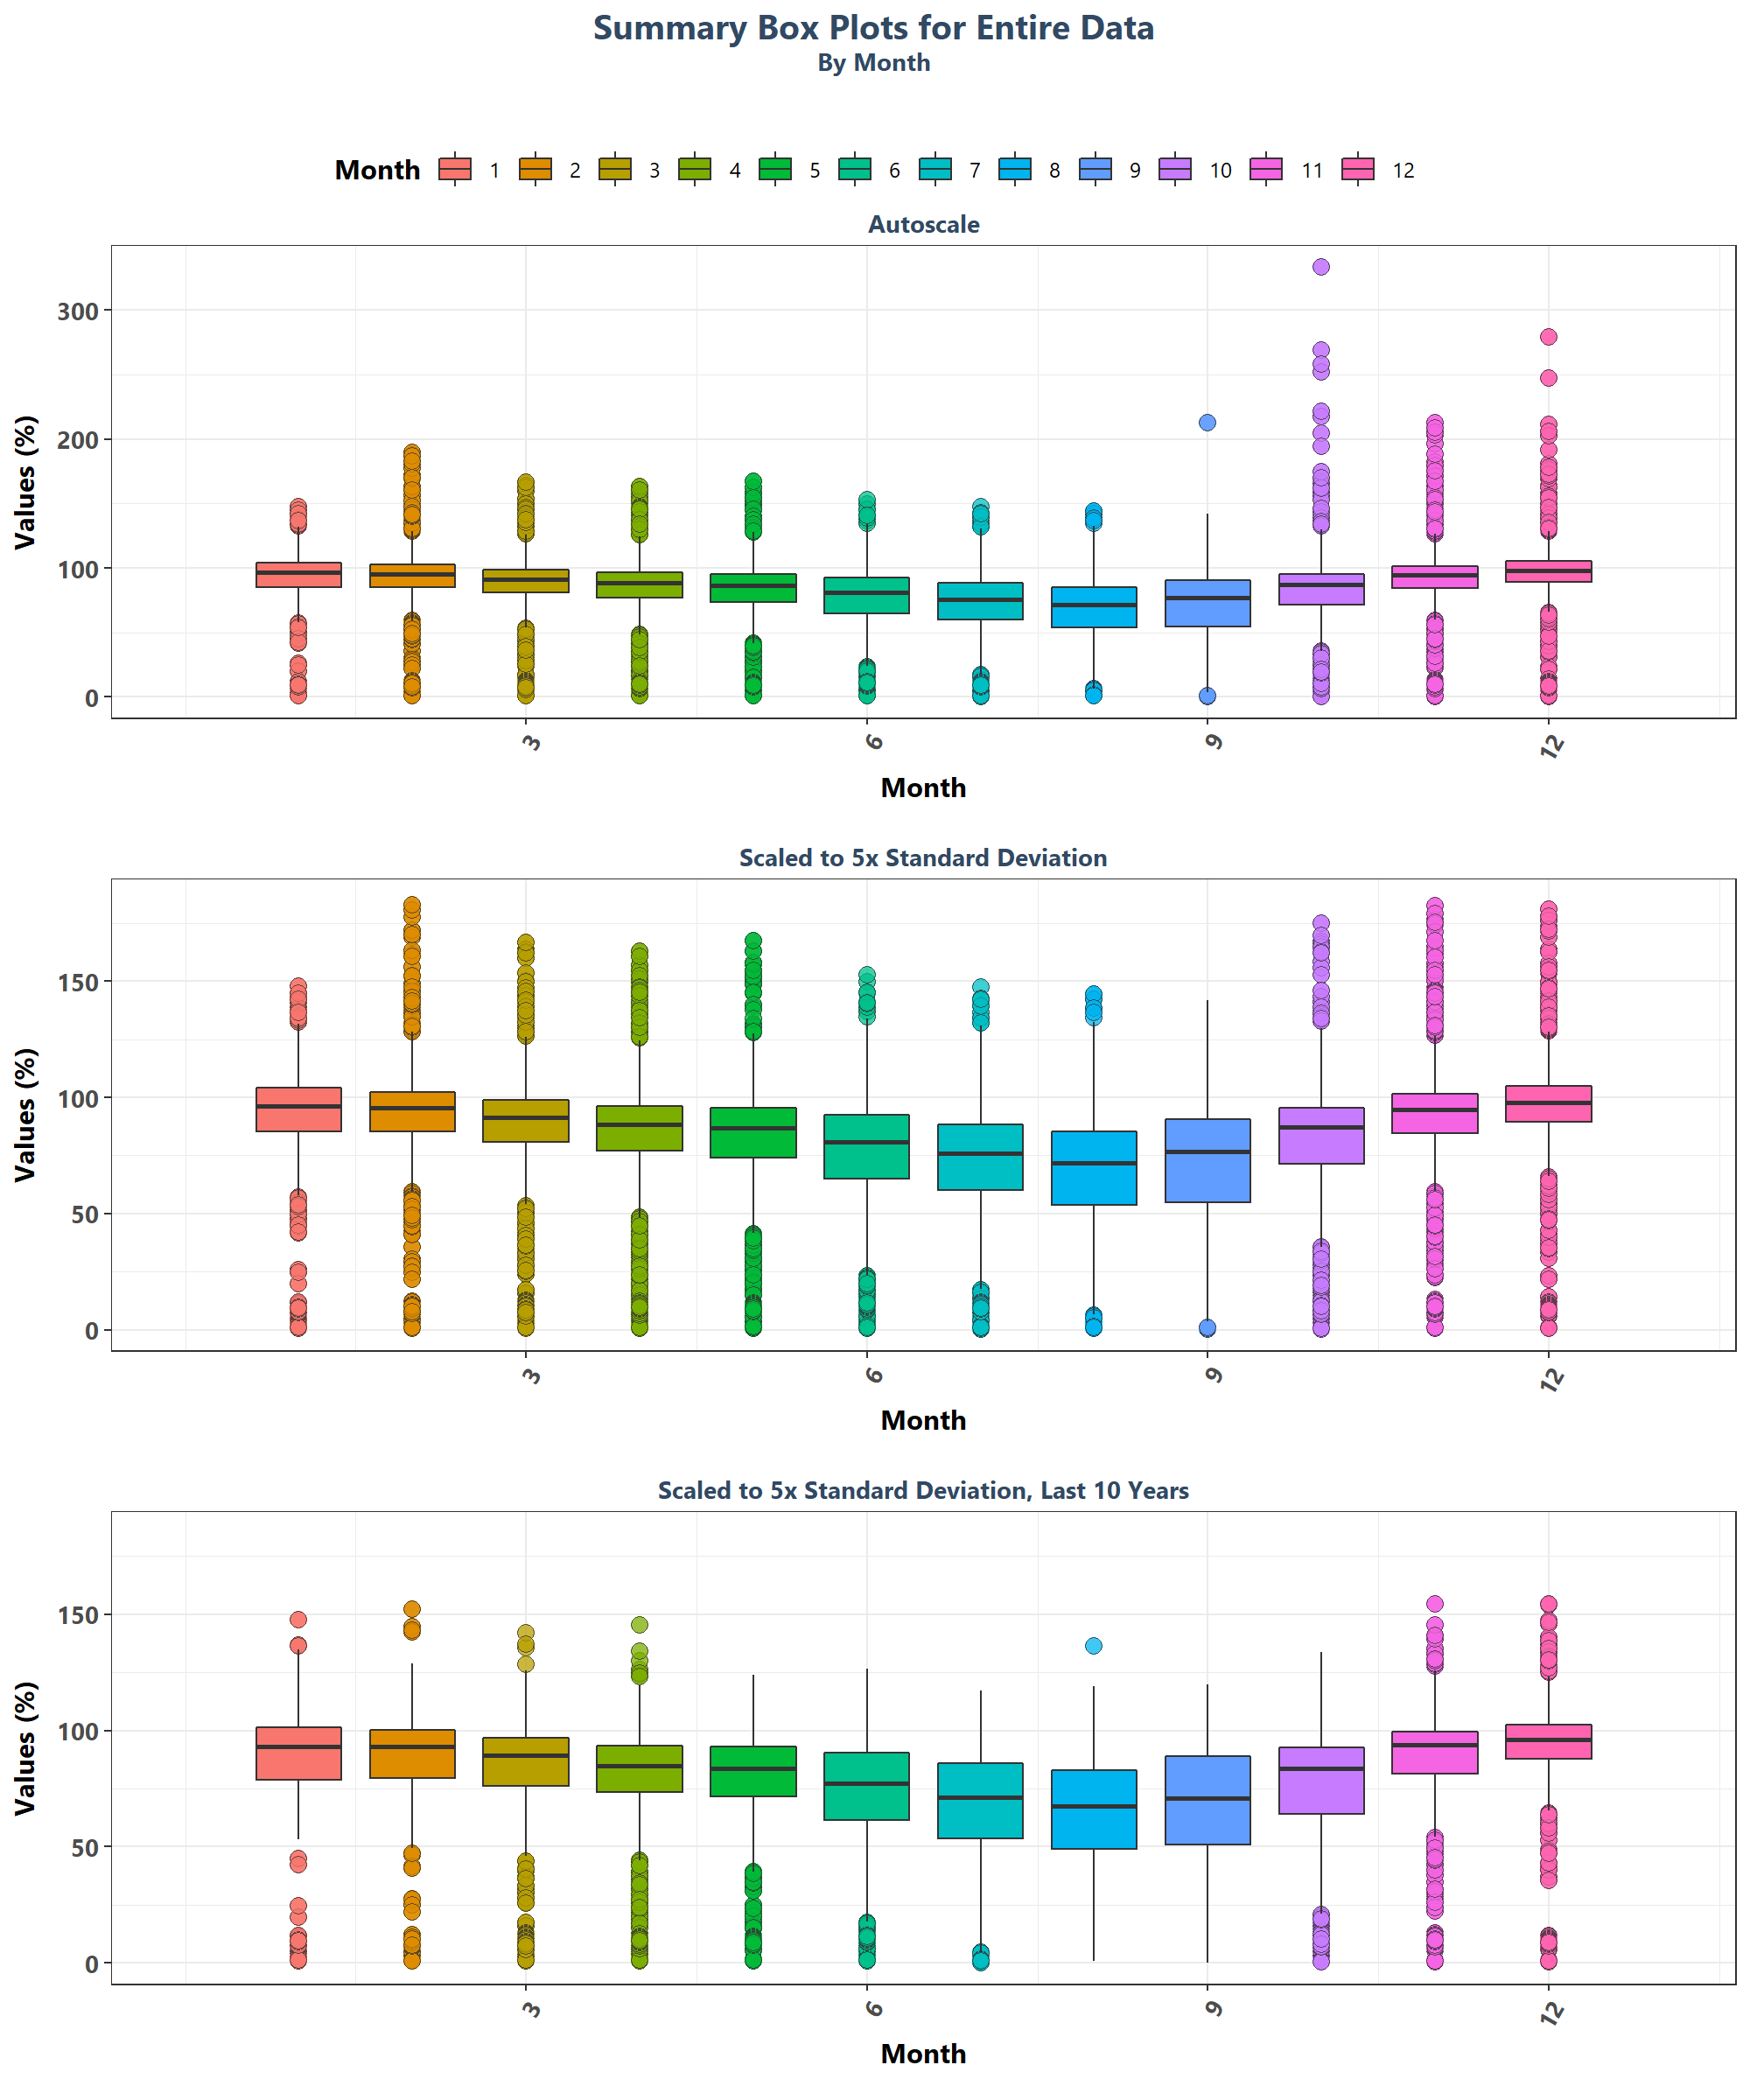 Summary Box Plots for Entire Data
By Month
Month 1 2 3 4 5 6 7 8 9 10 11 12
Autoscale
Values (%)
300
200
100
0
3 6 9 12
Month
Scaled to 5x Standard Deviation
Values (%)
150
100
50
0
3 6 9 12
Month
Scaled to 5x Standard Deviation, Last 10 Years
Values (%)
150
100
50
0
3 6 9 12
Month